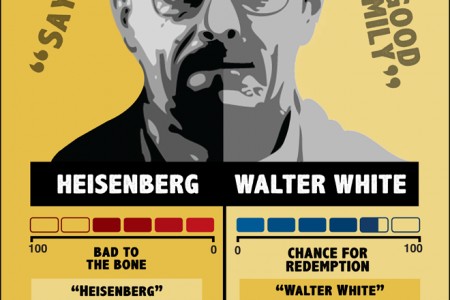 “SAY
GOOD
MILY”
HEISENBERG
WALTER WHITE
100
0
BAD TO
THE BONE
0
100
CHANCE FOR
REDEMPTION
“HEISENBERG”
“WALTER WHITE”